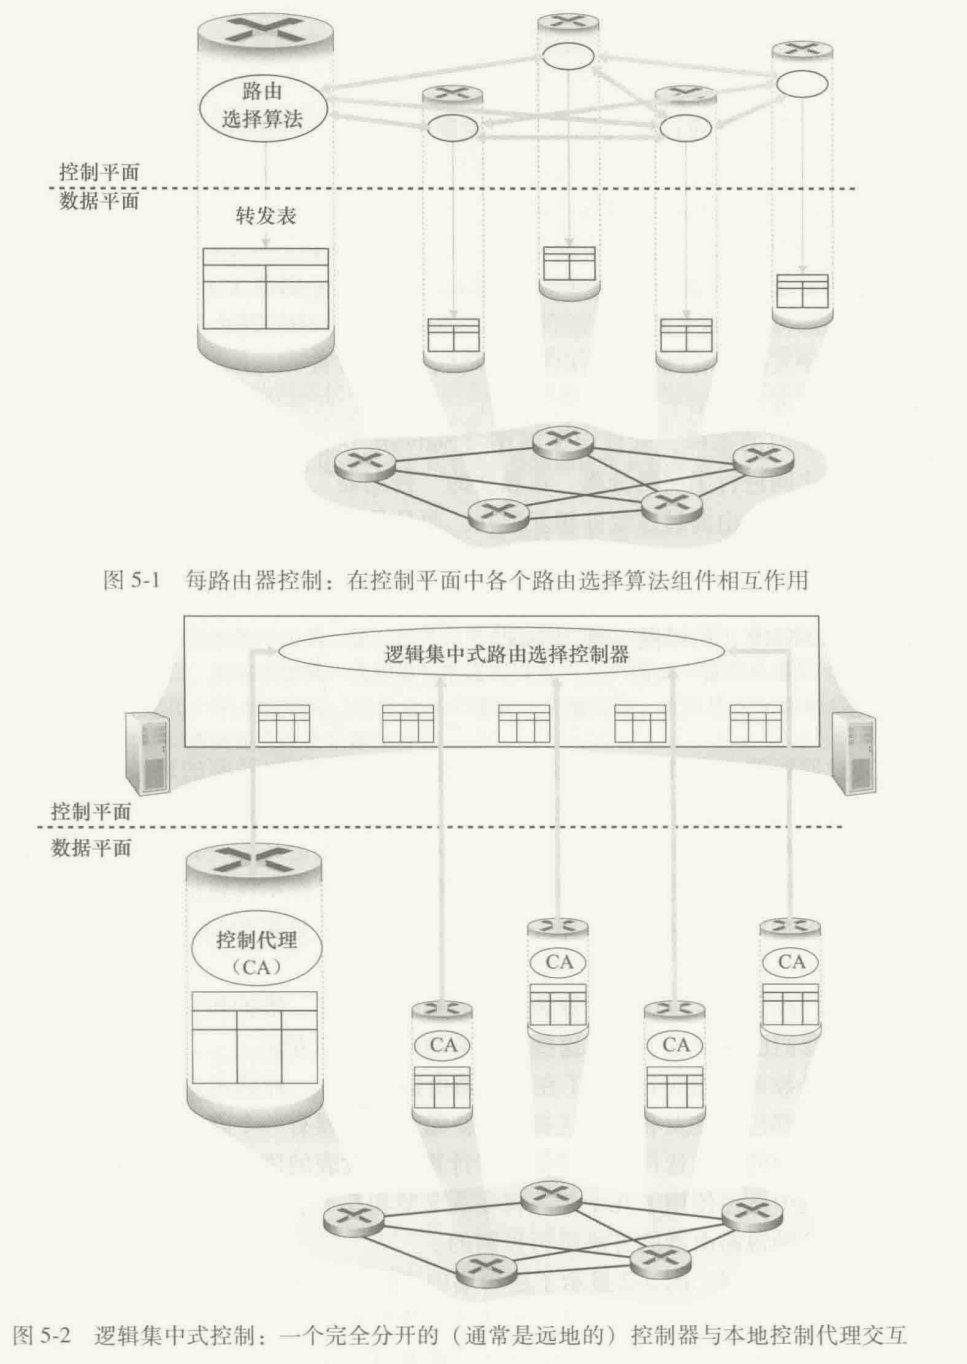 路由
选择算法
控制平面
数据平面
转发表
图 5-1 每路由器控制：在控制平面中各个路由选择算法组件相互作用
逻辑集中式路由选择控制器
控制平面
数据平面
控制代理
（CA）
CA
CA
CA
CA
图 5-2 逻辑集中式控制：一个完全分开的（通常是远地的）控制器与本地控制代理交互